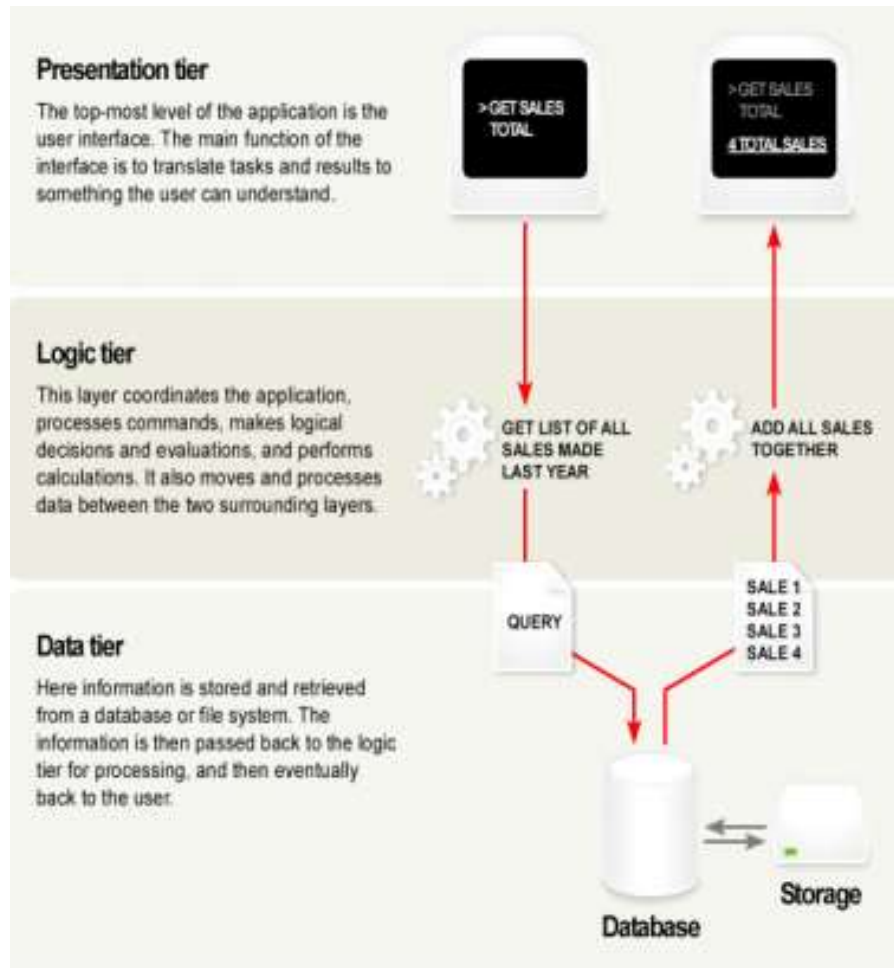 Presentation tier
The top-most level of the application is the
user interface. The main function of the
interface is to translate tasks and results to
something the user can understand.
>GET SALES
TOTAL
>GET SALES
TOTAL
4 TOTAL SALES
Logic tier
This layer coordinates the application,
processes commands, makes logical
decisions and evaluations, and performs
calculations. It also moves and processes
data between the two surrounding layers.
GET LIST OF ALL
SALES MADE
LAST YEAR
ADD ALL SALES
TOGETHER
QUERY
SALE 1
SALE 2
SALE 3
SALE 4
Data tier
Here information is stored and retrieved
from a database or file system. The
information is then passed back to the logic
tier for processing, and then eventually
back to the user.
Database
Storage